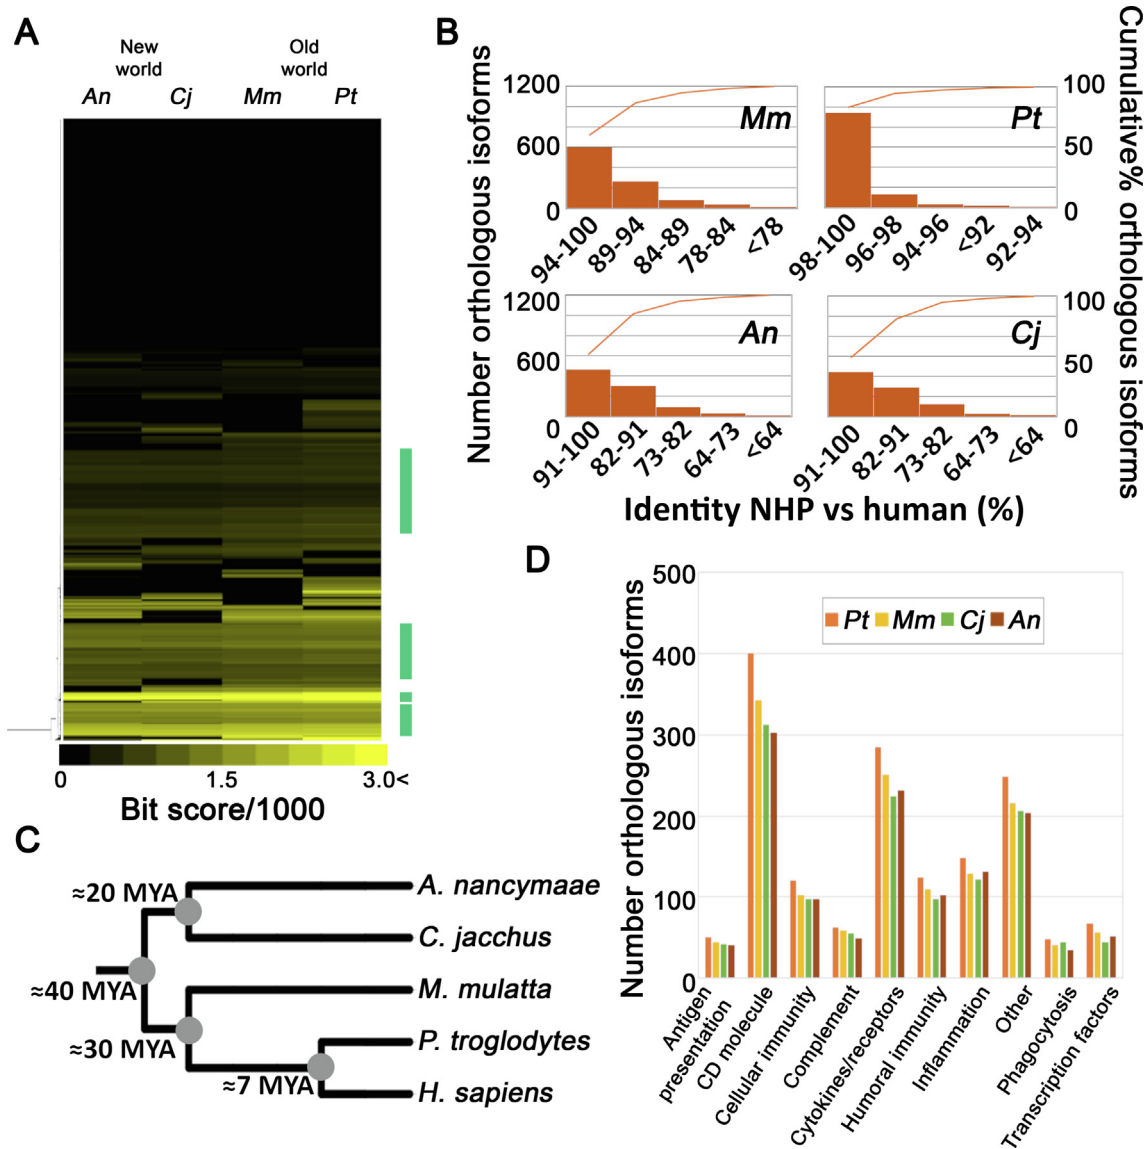 A
New
world
Old
world
An
Cj
Mm
Pt
0
1.5
3.0<
Bit score/1000
B
Number orthologous isoforms
Cumulative% orthologous isoforms
1200
600
0
Mm
94-100
89-94
84-89
78-84
<78
Pt
100
50
0
98-100
96-98
94-96
<92
92-94
1200
600
0
An
91-100
82-91
73-82
64-73
<64
Cj
100
50
0
91-100
82-91
73-82
64-73
<64
Identity NHP vs human (%)
C
≈20 MYA
≈40 MYA
≈30 MYA
≈7 MYA
A. nancymaae
C. jacchus
M. mulatta
P. troglodytes
H. sapiens
D
Number orthologous isoforms
500
400
300
200
100
0
Pt Mm Cj An
Antigen
presentation
CD molecule
Cellular immunity
Complement
Cytokines/receptors
Humoral immunity
Inflammation
Other
Phagocytosis
Transcription factors